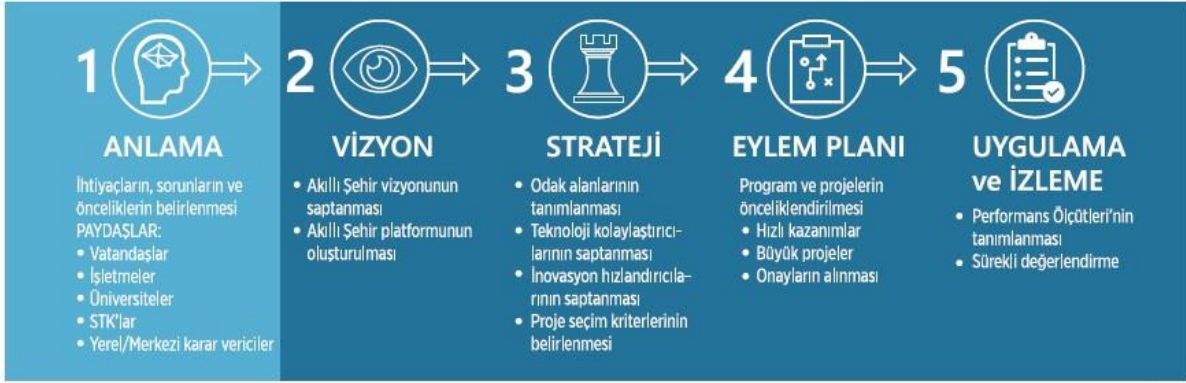 1
ANLAMA
İhtiyaçların, sorunların ve
önceliklerin belirlenmesi
PAYDAŞLAR:
• Vatandaşlar
• İşletmeler
• Üniversiteler
• STK'lar
• Yerel/Merkezi karar vericiler
2
VİZYON
• Akıllı Şehir vizyonunun
saptanması
• Akıllı Şehir platformunun
oluşturulması
3
STRATEJİ
• Odak alanlarının
tanımlanması
• Teknoloji kolaylaştırıcı-
larının saptanması
• İnovasyon hızlandırıcıla-
rının saptanması
• Proje seçim kriterlerinin
belirlenmesi
4
EYLEM PLANI
Program ve projelerin
önceliklendirilmesi
• Hızlı kazanımlar
• Büyük projeler
• Onayların alınması
5
UYGULAMA
ve İZLEME
• Performans Ölçütleri'nin
tanımlanması
• Sürekli değerlendirme